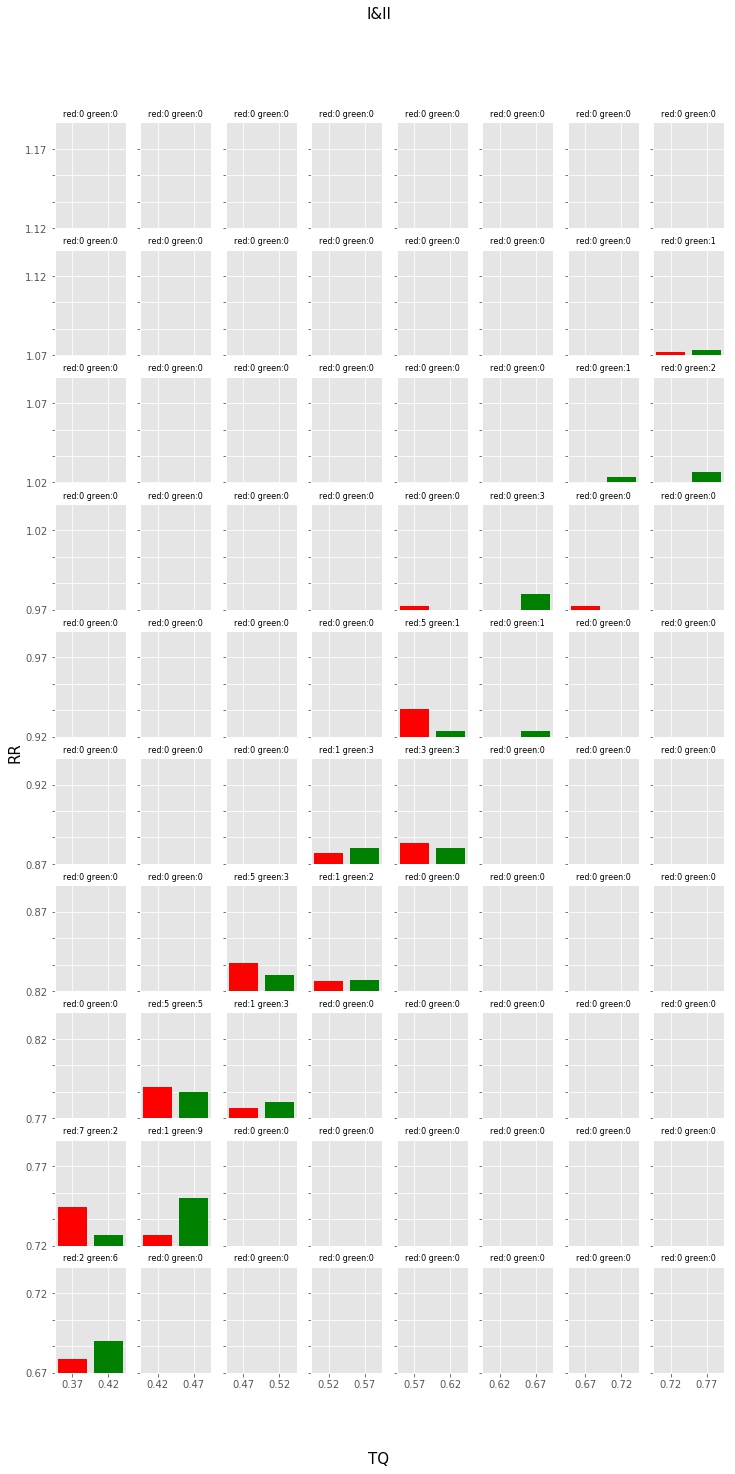 I&II
red:0 green:0 red:0 green:0 red:0 green:0 red:0 green:0 red:0 green:0 red:0 green:0 red:0 green:0 red:0 green:0
1.17
1.12
red:0 green:0 red:0 green:0 red:0 green:0 red:0 green:0 red:0 green:0 red:0 green:0 red:0 green:0 red:0 green:1
1.12
1.07
red:0 green:0 red:0 green:0 red:0 green:0 red:0 green:0 red:0 green:0 red:0 green:0 red:0 green:1 red:0 green:2
1.07
1.02
red:0 green:0 red:0 green:0 red:0 green:0 red:0 green:0 red:0 green:0 red:0 green:3 red:0 green:0 red:0 green:0
1.02
0.97
red:0 green:0 red:0 green:0 red:0 green:0 red:0 green:0 red:5 green:1 red:0 green:1 red:0 green:0 red:0 green:0
0.97
0.92
RR
red:0 green:0 red:0 green:0 red:0 green:0 red:1 green:3 red:3 green:3 red:0 green:0 red:0 green:0 red:0 green:0
0.92
0.87
red:0 green:0 red:0 green:0 red:5 green:3 red:1 green:2 red:0 green:0 red:0 green:0 red:0 green:0 red:0 green:0
0.87
0.82
red:0 green:0 red:5 green:5 red:1 green:3 red:0 green:0 red:0 green:0 red:0 green:0 red:0 green:0 red:0 green:0
0.82
0.77
red:7 green:2 red:1 green:9 red:0 green:0 red:0 green:0 red:0 green:0 red:0 green:0 red:0 green:0 red:0 green:0
0.77
0.72
red:2 green:6 red:0 green:0 red:0 green:0 red:0 green:0 red:0 green:0 red:0 green:0 red:0 green:0 red:0 green:0
0.72
0.67
0.37 0.42 0.42 0.47 0.47 0.52 0.52 0.57 0.57 0.62 0.62 0.67 0.67 0.72 0.72 0.77
TQ